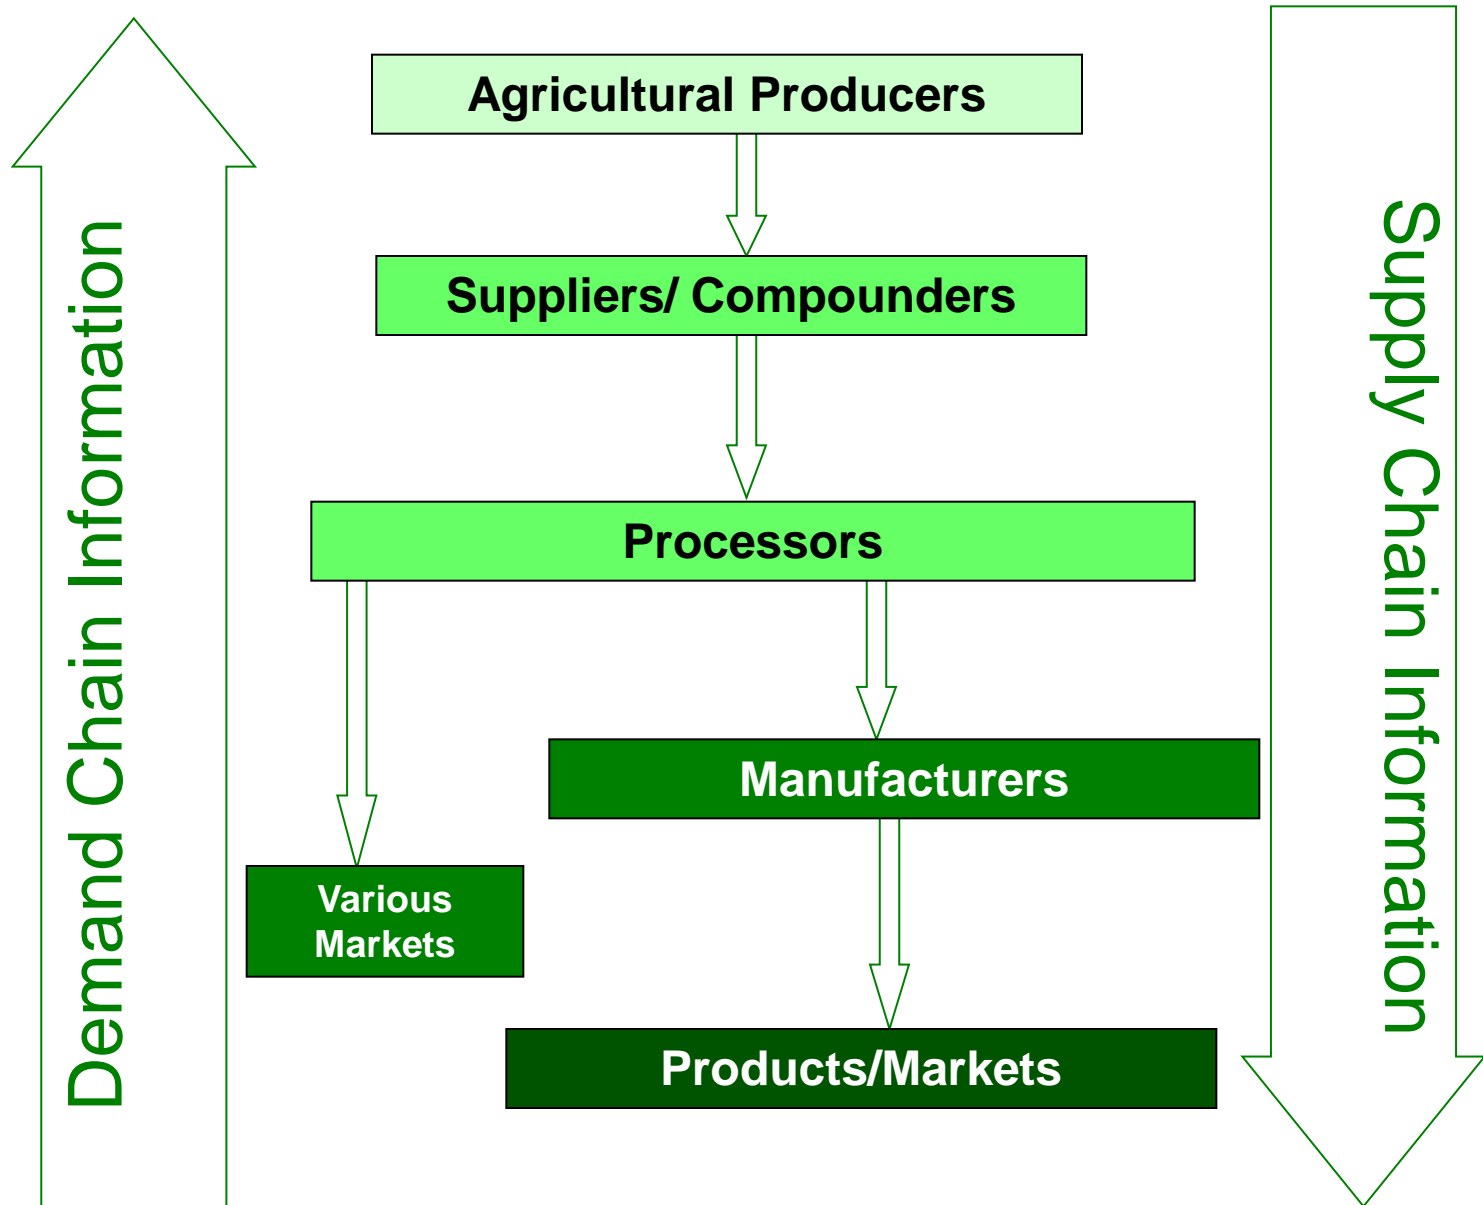 Agricultural Producers
Suppliers/ Compounders
Processors
Manufacturers
Various
Markets
Products/Markets
Demand Chain Information
Supply Chain Information